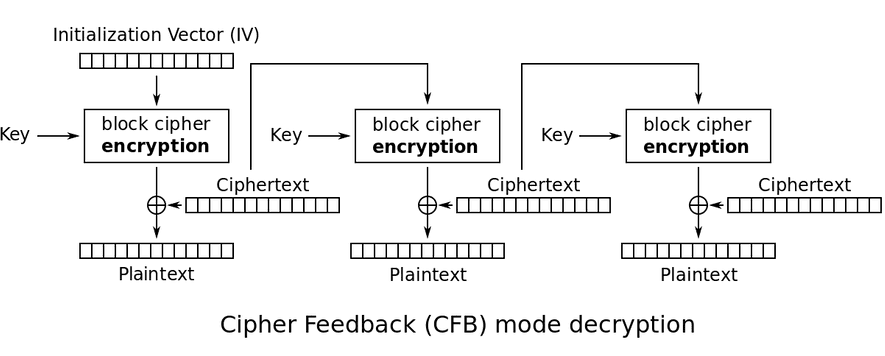 Initialization Vector (IV)
Key
block cipher
encryption
Key
block cipher
encryption
Key
block cipher
encryption
Ciphertext
Ciphertext
Ciphertext
Plaintext
Plaintext
Plaintext
Cipher Feedback (CFB) mode decryption